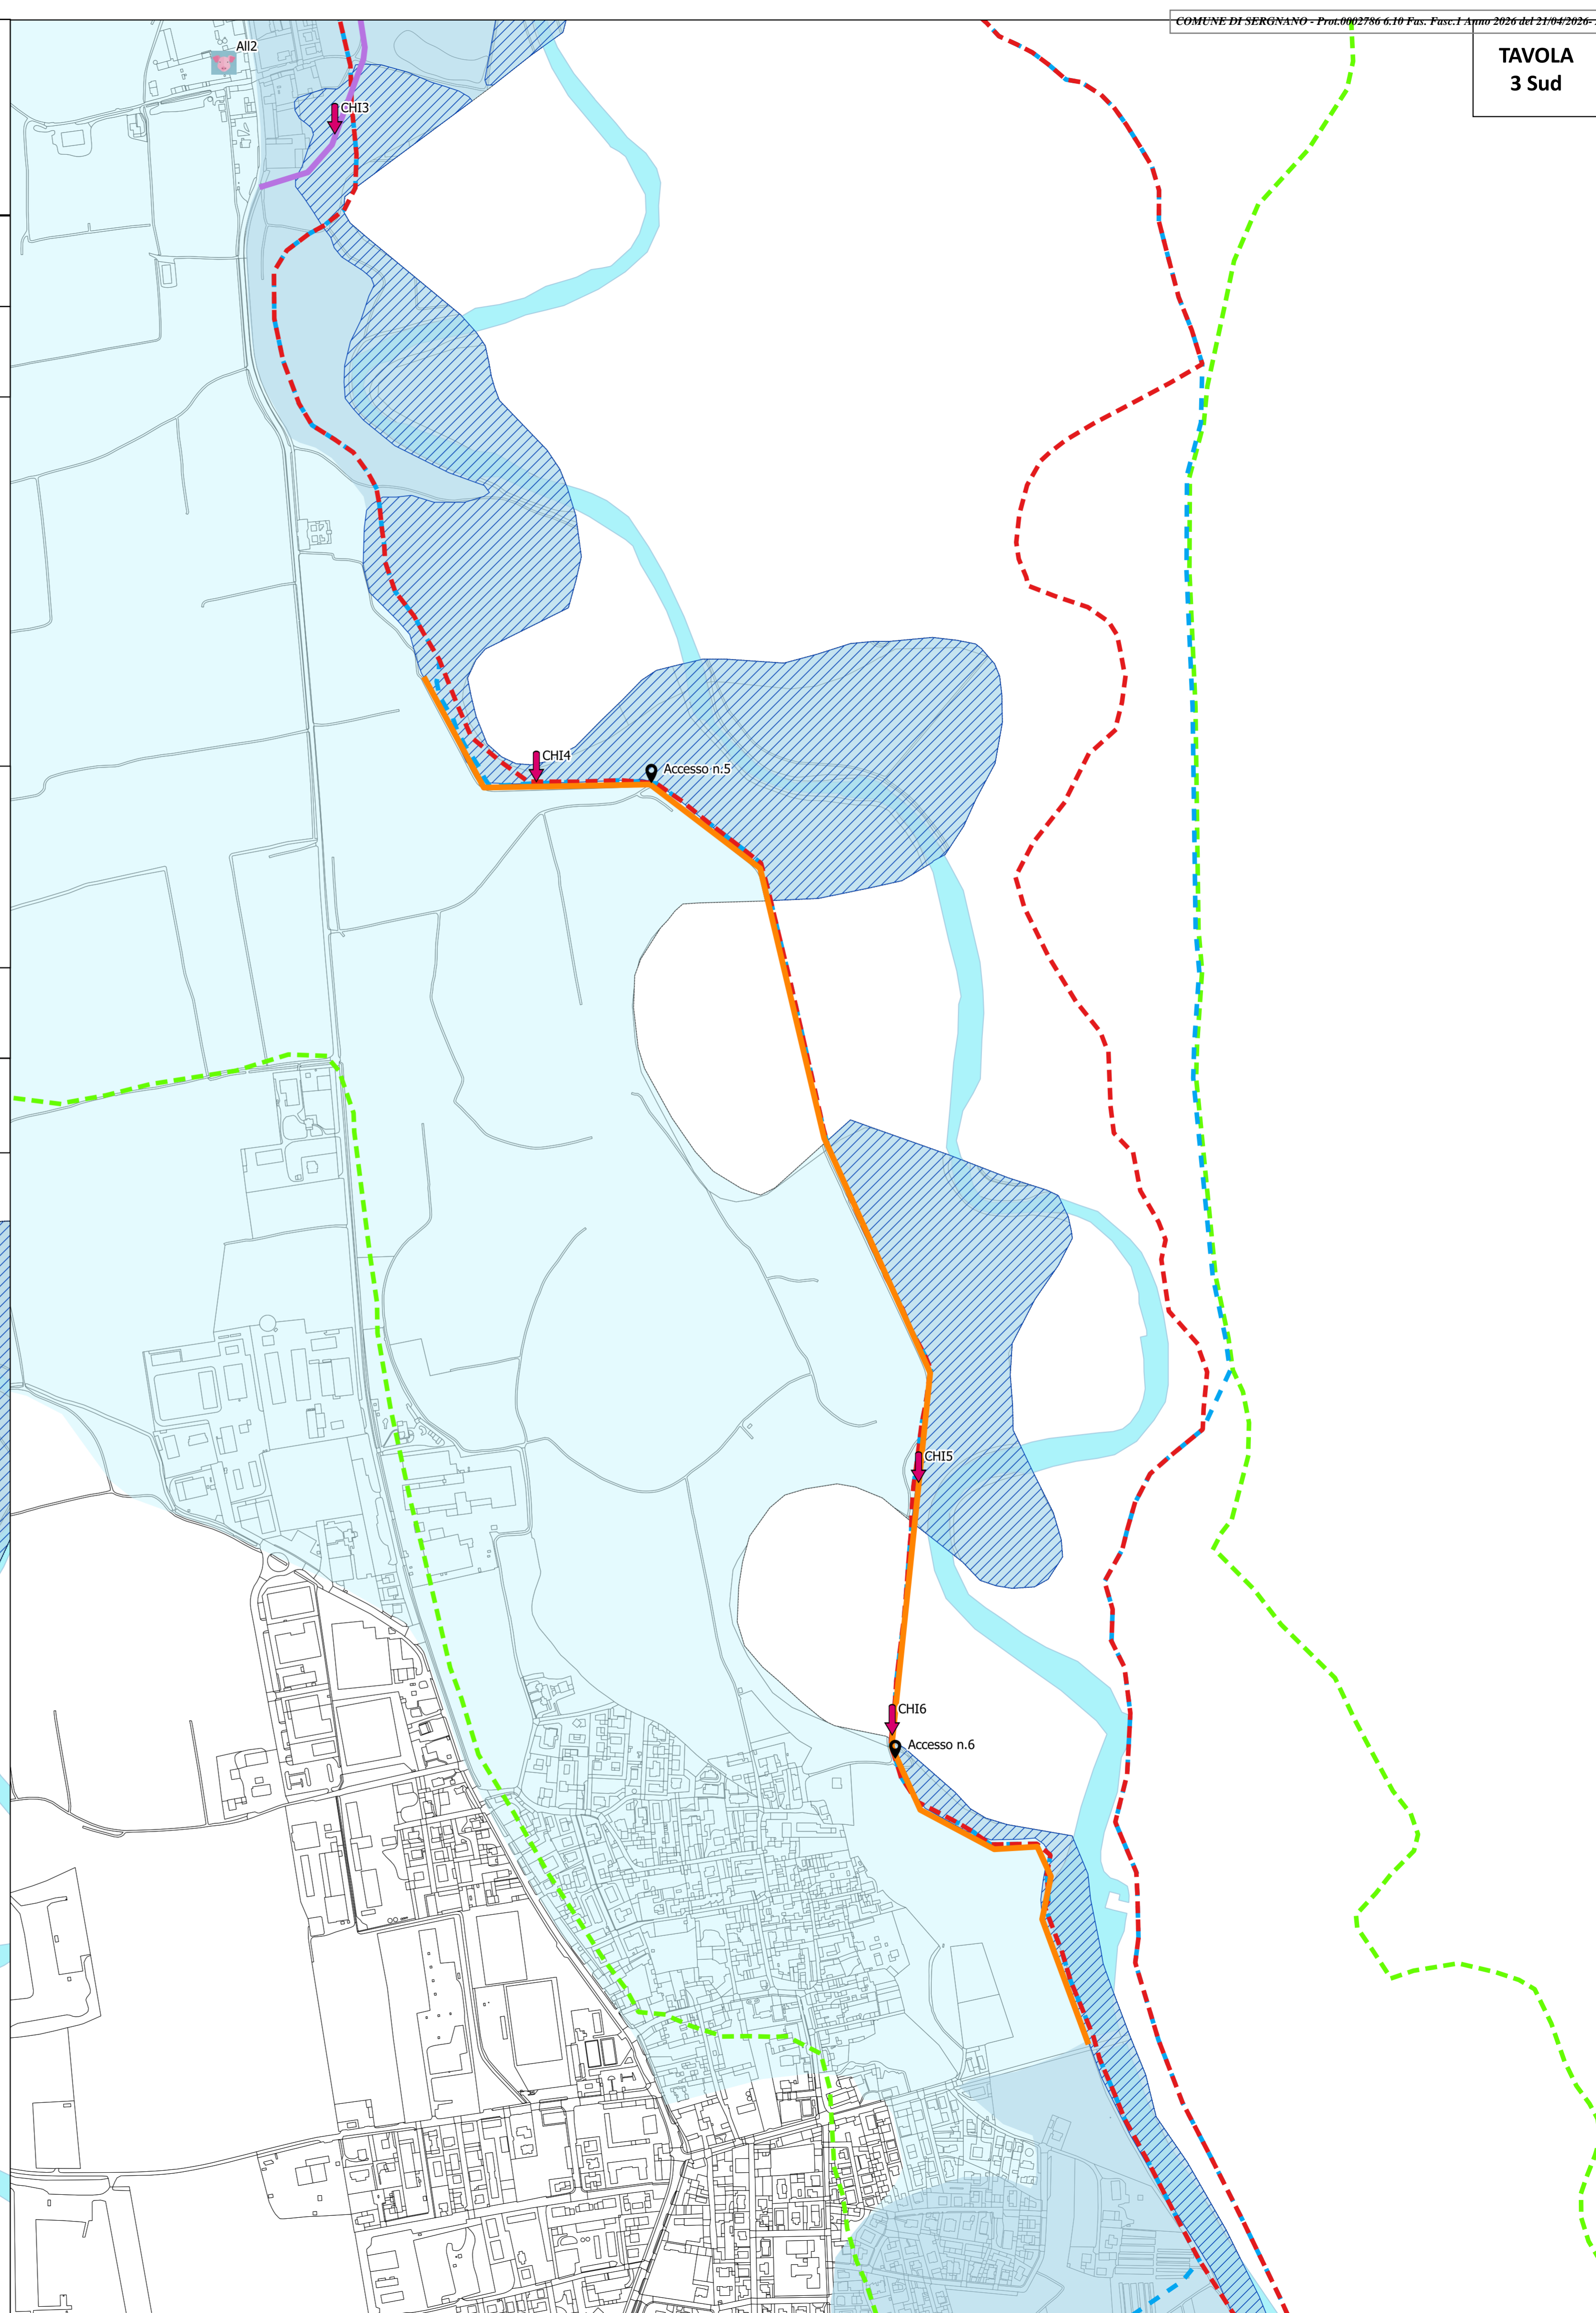 COMUNE DI SERGNANO - Prot.0002786 6.10 Fas. Fasc.1 Anno 2026 del 21/04/2026-
TAVOLA
3 Sud
All2
CHI3
CHI4
Accesso n.5
CHI5
CHI6
Accesso n.6